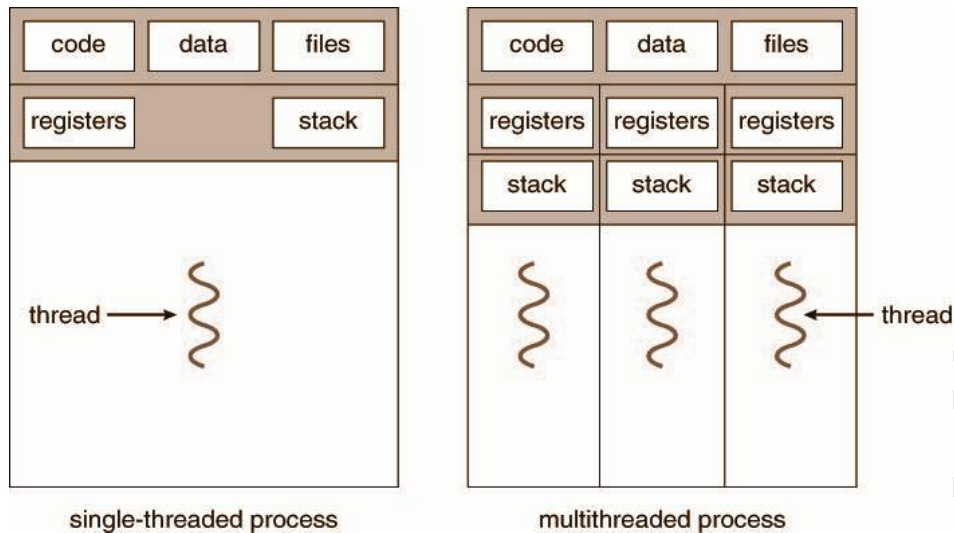 code data files
registers stack
thread
single-threaded process
code data files
registers registers registers
stack stack stack
thread
multithreaded process